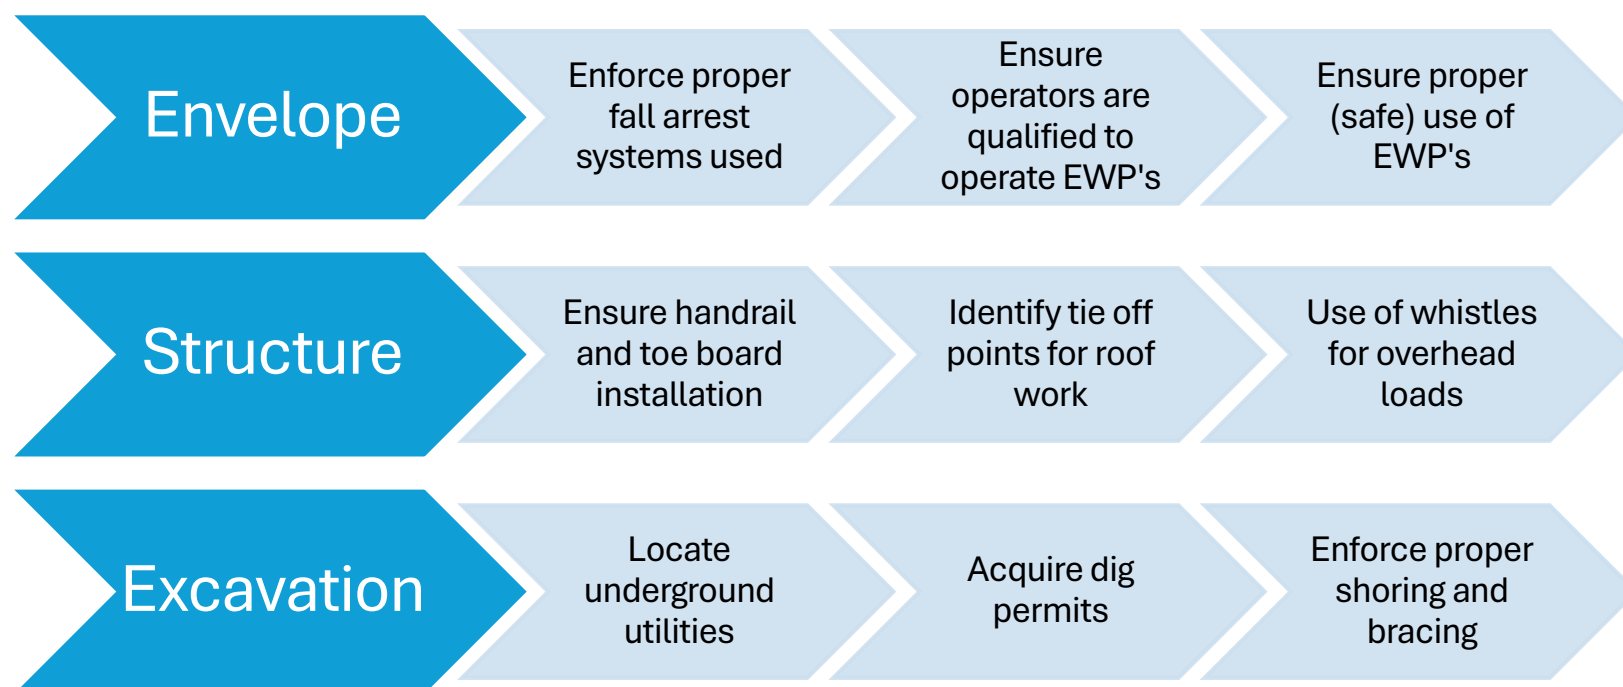 Envelope
Enforce proper
fall arrest
systems used
Ensure
operators are
qualified to
operate EWP's
Ensure proper
(safe) use of
EWP's
Structure
Ensure handrail
and toe board
installation
Identify tie off
points for roof
work
Use of whistles
for overhead
loads
Excavation
Locate
underground
utilities
Acquire dig
permits
Enforce proper
shoring and
bracing